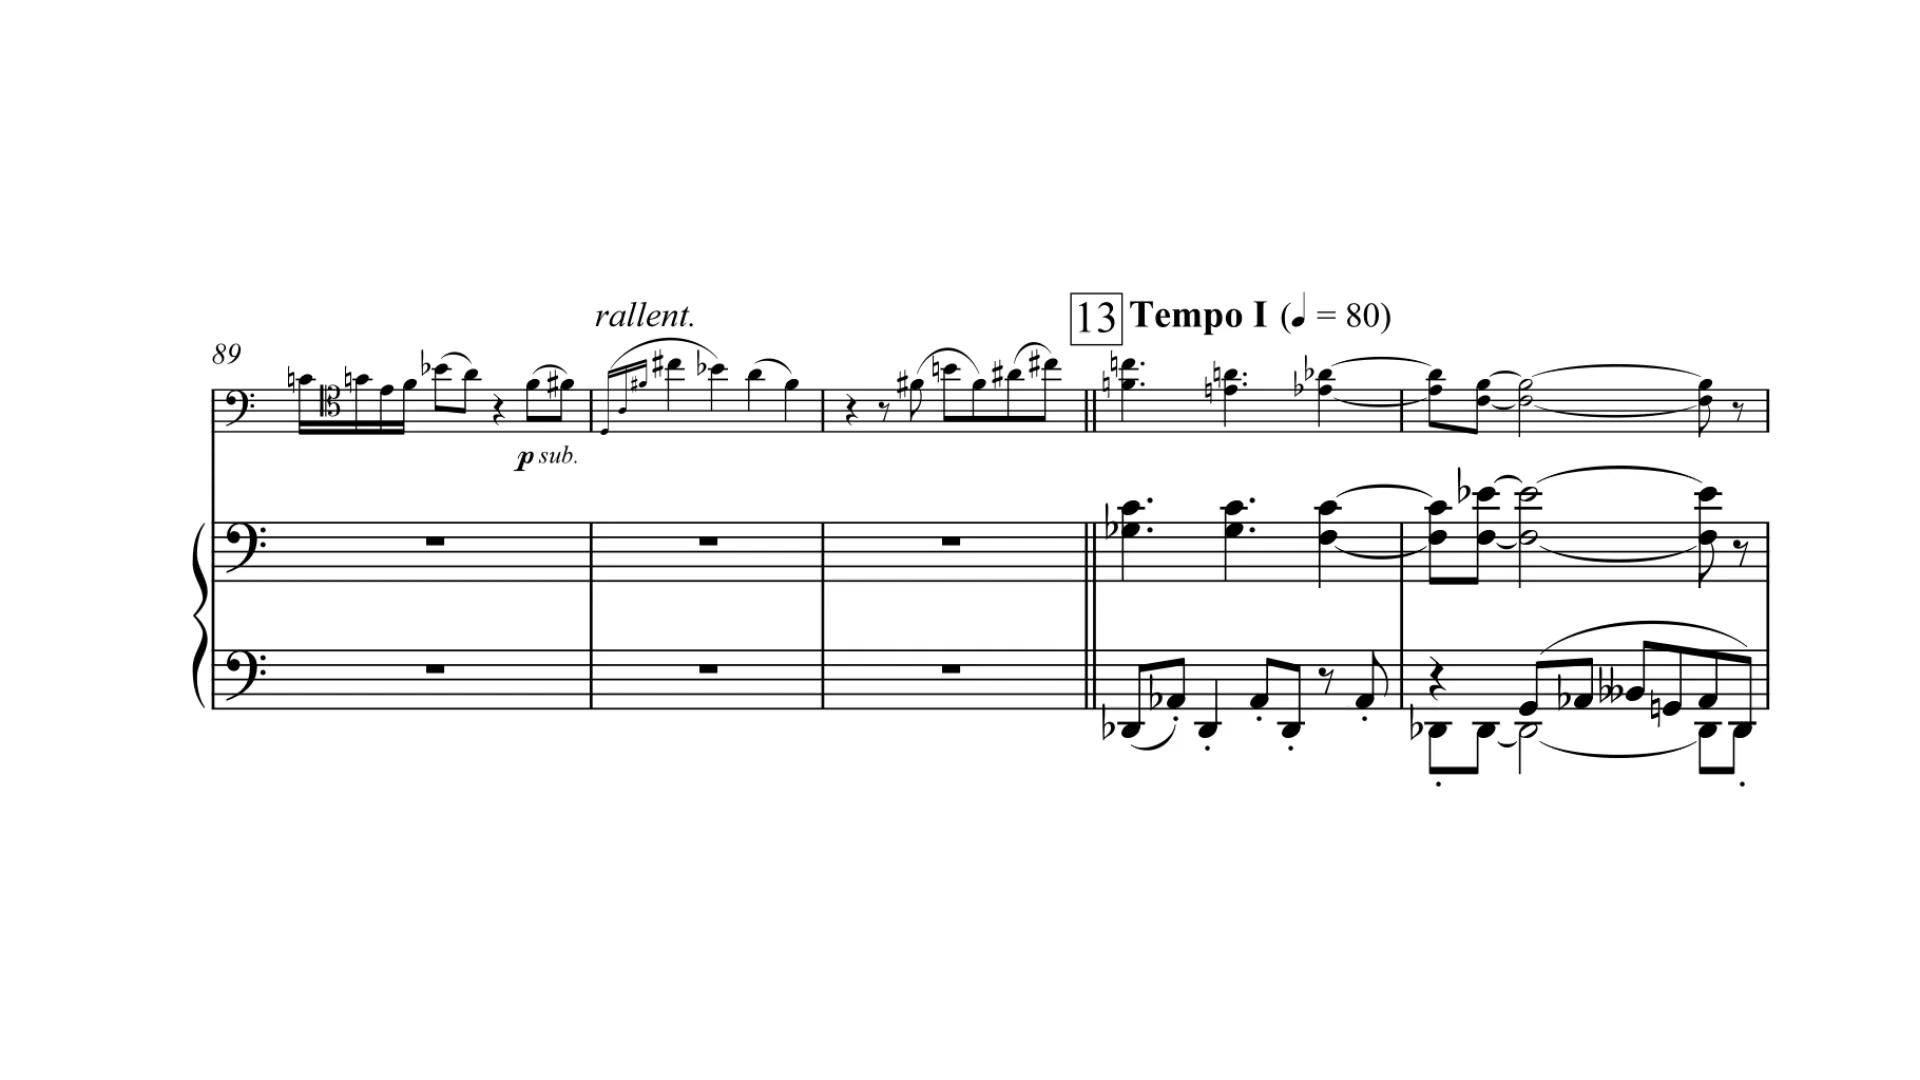 rallent.
13 Tempo I (♩ = 80)
89
p sub.